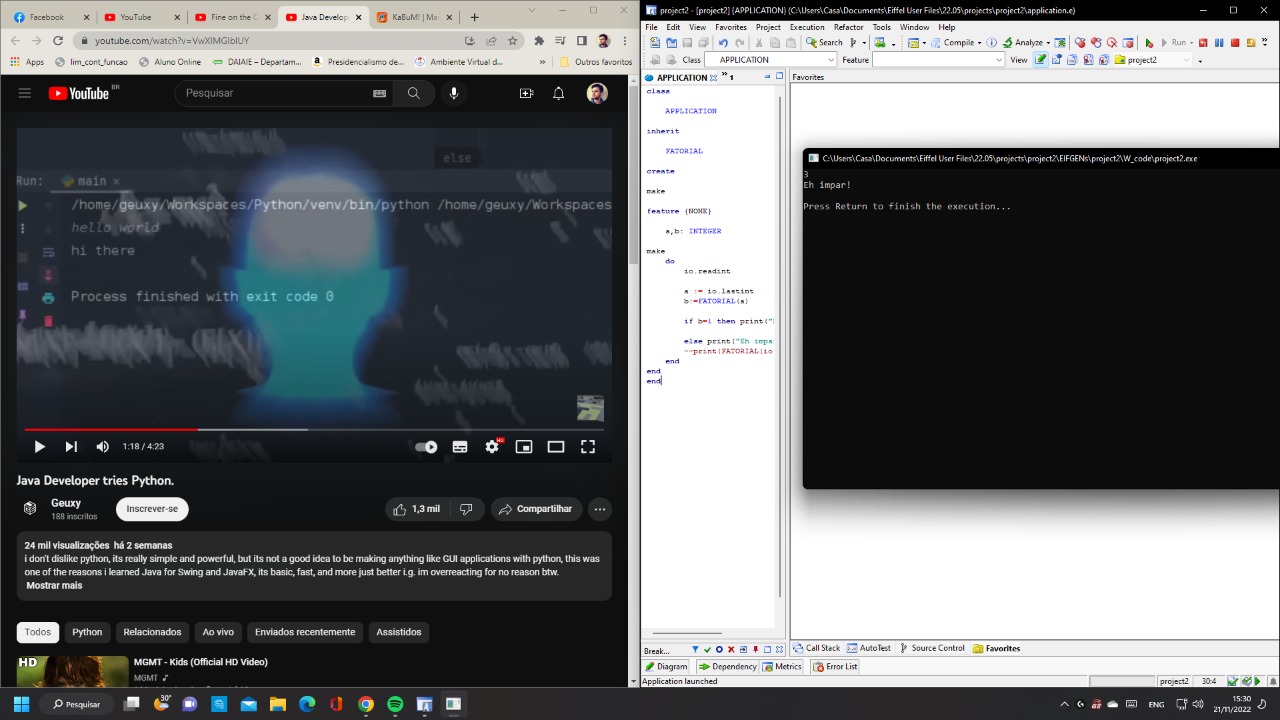 Facebook
YouTube
Fine on the C
Java Develop
KaBuM! | Mai
youtube.com/watch?v=VwXlWGIbIUY
Apps
lim_cont_funcao
Aluno Online
DAIAIE – Departam...
Presidencialismo da...
Ambiente Virtual d...
Outros favoritos
YouTube
BR
Pesquisar
else
Run:
main
/home/geuxy/Workspaces/Python/venv/bin/python /home/geuxy/Workspaces
hello world
hi there
Process finished with exit code 0
1:18 / 4:23
HD
Java Developer tries Python.
Geuxy
188 inscritos
Inscrever-se
1,3 mil
Compartilhar
24 mil visualizações há 2 semanas
i don't dislike python, its really simple and powerful, but its not a good idea to be making anything like GUI applications with python, this was
one of the reasons i learned Java for Swing and JavaFX, its basic, fast, and more just better i.g. im overreacting for no reason btw.
Mostrar mais
Todos
Python
Relacionados
Ao vivo
Enviados recentemente
Assistidos
HD
MGMT - Kids (Official HD Video)
MGMT
project2 - [project2] {APPLICATION} (C:\Users\Casa\Documents\Eiffel User Files\22.05\projects\project2\application.e)
File Edit View Favorites Project Execution Refactor Tools Window Help
Search
Compile
Analyze
Run
Class
APPLICATION
Feature
View
project2
APPLICATION
1
Favorites
class
APPLICATION
inherit
FATORIAL
create
make
feature {NONE}
a,b: INTEGER
make
do
io.readint
a := io.lastint
b:=FATORIAL(a)
if b=1 then print("
else print("Eh impa
--print(FATORIAL(io
end
end
end
C:\Users\Casa\Documents\Eiffel User Files\22.05\projects\project2\EIFGENs\project2\W_code\project2.exe
3
Eh impar!
Press Return to finish the execution...
Break...
Call Stack
AutoTest
Source Control
Favorites
Diagram
Dependency
Metrics
Error List
Application launched
project2
30:4
Pesquisar
30°
ENG
15:30
21/11/2022